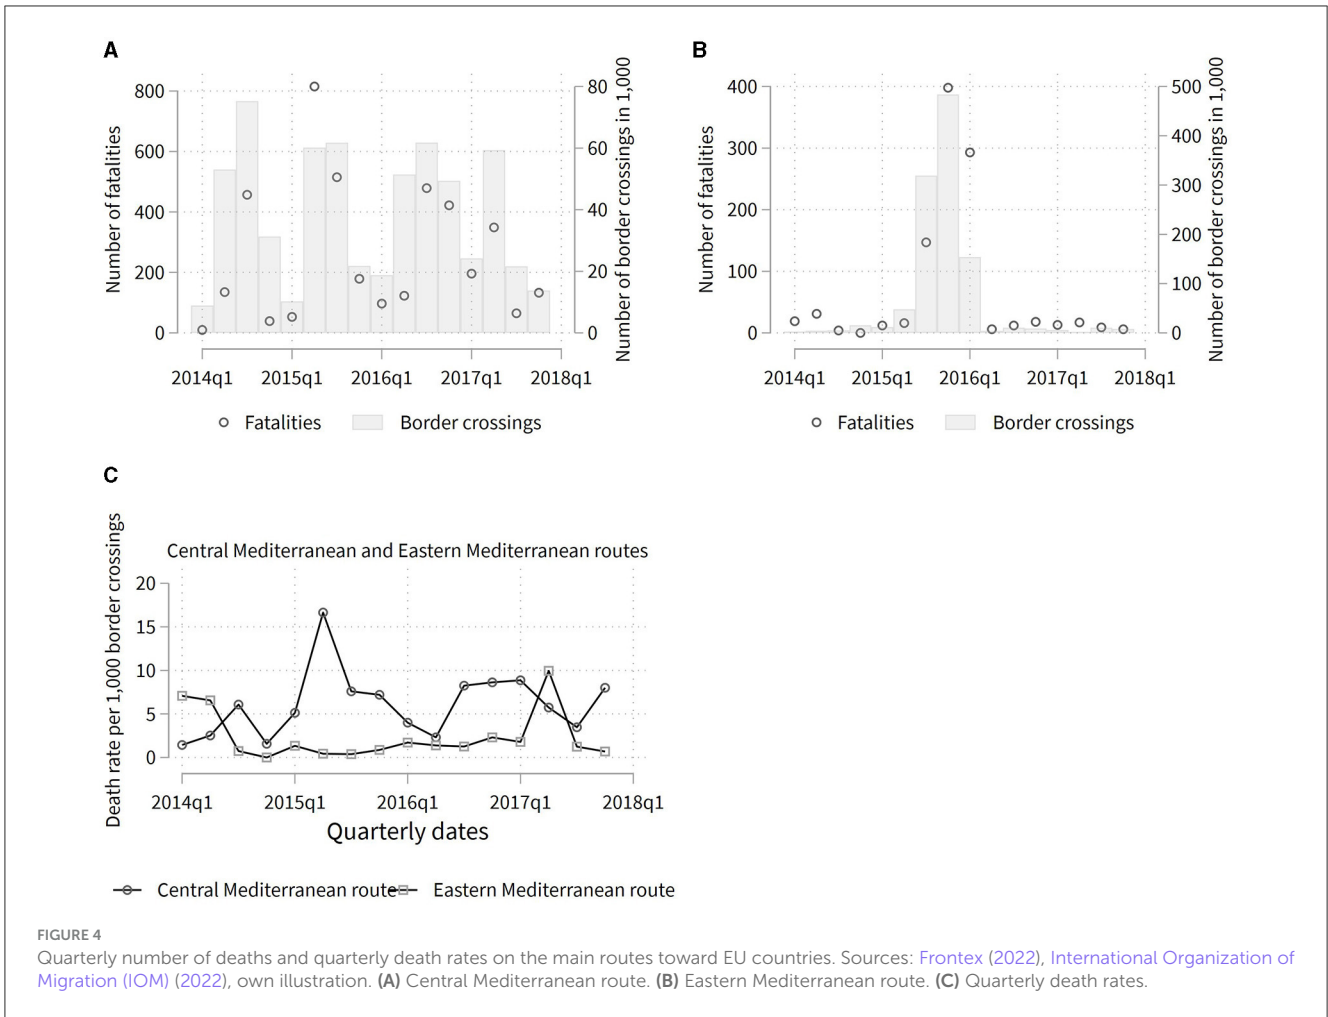 A
Number of fatalities
800
600
400
200
0
80
60
40
20
0
Number of border crossings in 1,000
2014q1 2015q1 2016q1 2017q1 2018q1
Fatalities Border crossings
B
Number of fatalities
400
300
200
100
0
500
400
300
200
100
0
Number of border crossings in 1,000
2014q1 2015q1 2016q1 2017q1 2018q1
Fatalities Border crossings
C
Central Mediterranean and Eastern Mediterranean routes
Death rate per 1,000 border crossings
20
15
10
5
0
2014q1 2015q1 2016q1 2017q1 2018q1
Quarterly dates
Central Mediterranean route Eastern Mediterranean route
FIGURE 4
Quarterly number of deaths and quarterly death rates on the main routes toward EU countries. Sources: Frontex (2022), International Organization of
Migration (IOM) (2022), own illustration. (A) Central Mediterranean route. (B) Eastern Mediterranean route. (C) Quarterly death rates.